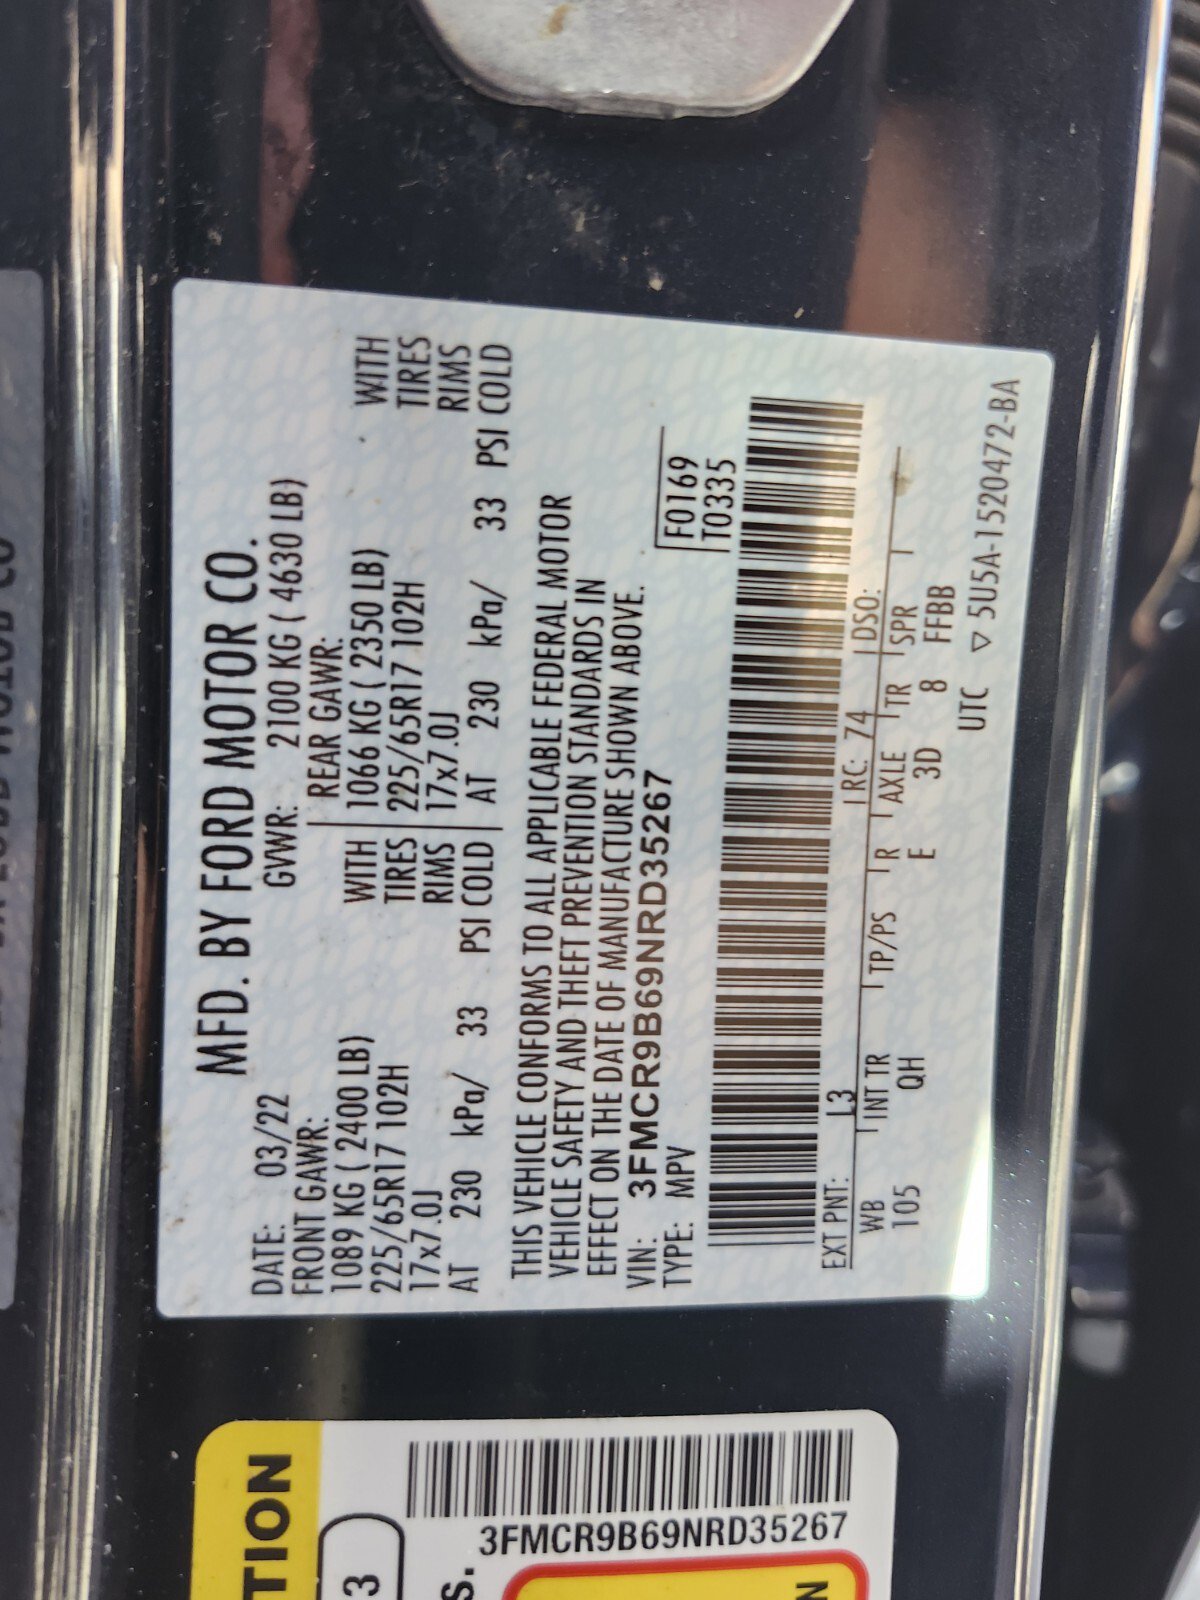 MFD. BY FORD MOTOR CO.
DATE: 03/22 GVWR: 2100 KG ( 4630 LB)
FRONT GAWR: REAR GAWR:
1089 KG ( 2400 LB) WITH 1066 KG ( 2350 LB) WITH
225/65R17 102H TIRES 225/65R17 102H TIRES
17x7.0J RIMS 17x7.0J RIMS
AT 230 kPa/ 33 PSI COLD AT 230 kPa/ 33 PSI COLD
THIS VEHICLE CONFORMS TO ALL APPLICABLE FEDERAL MOTOR
VEHICLE SAFETY AND THEFT PREVENTION STANDARDS IN
EFFECT ON THE DATE OF MANUFACTURE SHOWN ABOVE.
VIN: 3FMCR9B69NRD35267 F0169
TYPE: MPV T0335
EXT PNT: L3 RC: 74 DSO:
WB INT TR TP/PS R AXLE TR SPR
105 QH E 3D 8 FFBB
UTC ▽ 5U5A-1520472-BA
TION
3
3FMCR9B69NRD35267
S.
N